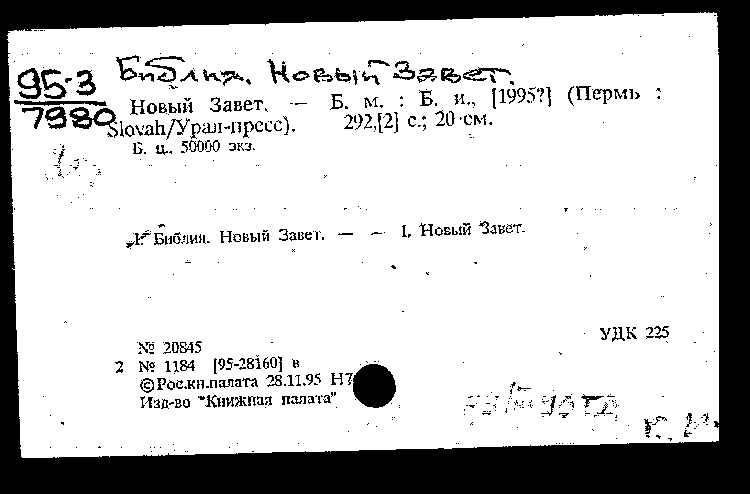 Библия. Новый Завет.
95-3
7980
Новый Завет. — Б. м. : Б. и., [1995?] (Пермь :
Slovah/Урал-пресс). 292,[2] с.; 20 см.
Б. ц., 50000 экз.
1. Библия. Новый Завет. — — I. Новый Завет.
УДК 225
№ 20845
2 № 1184 [95-28160] в
©Рос.кн.палата 28.11.95 Н7
Изд-во "Книжная палата"